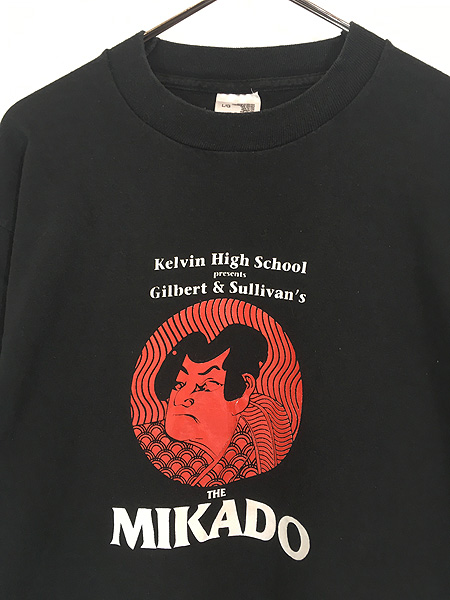 Kelvin High School
presents
Gilbert & Sullivan's
THE
MIKADO